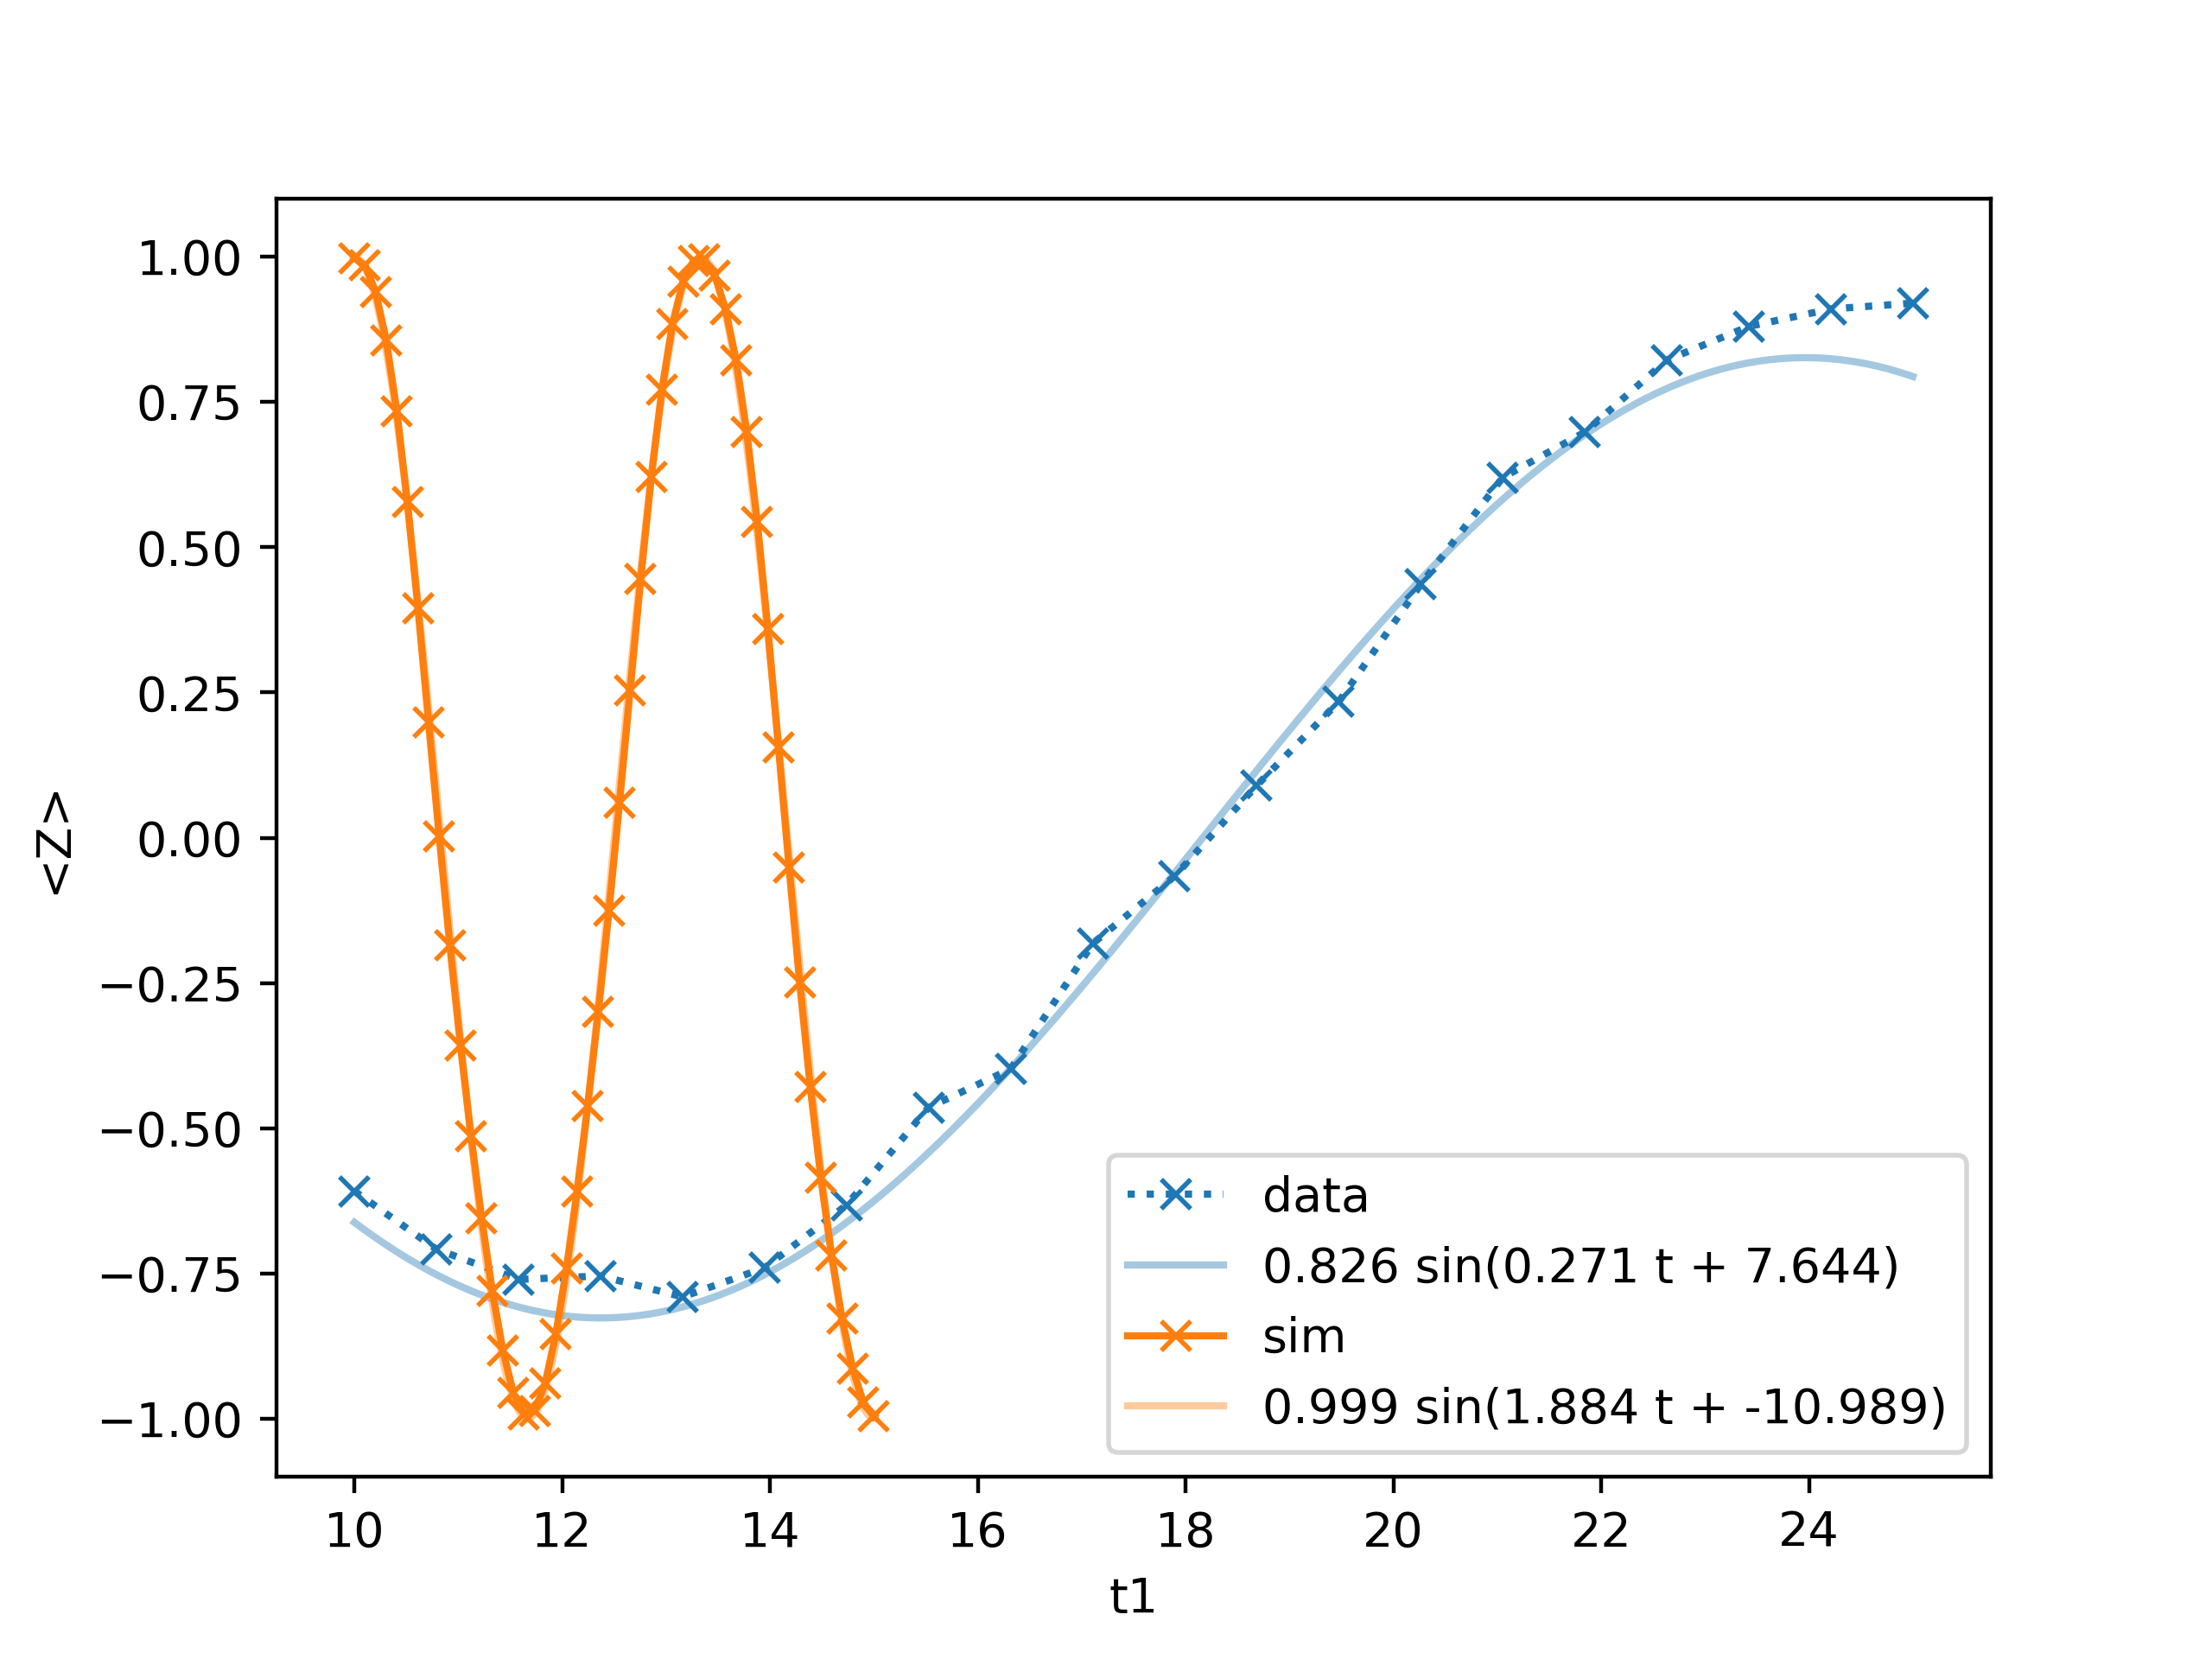 1.00
0.75
0.50
0.25
0.00
−0.25
−0.50
−0.75
−1.00
<Z>
10 12 14 16 18 20 22 24
t1
data
0.826 sin(0.271 t + 7.644)
sim
0.999 sin(1.884 t + -10.989)